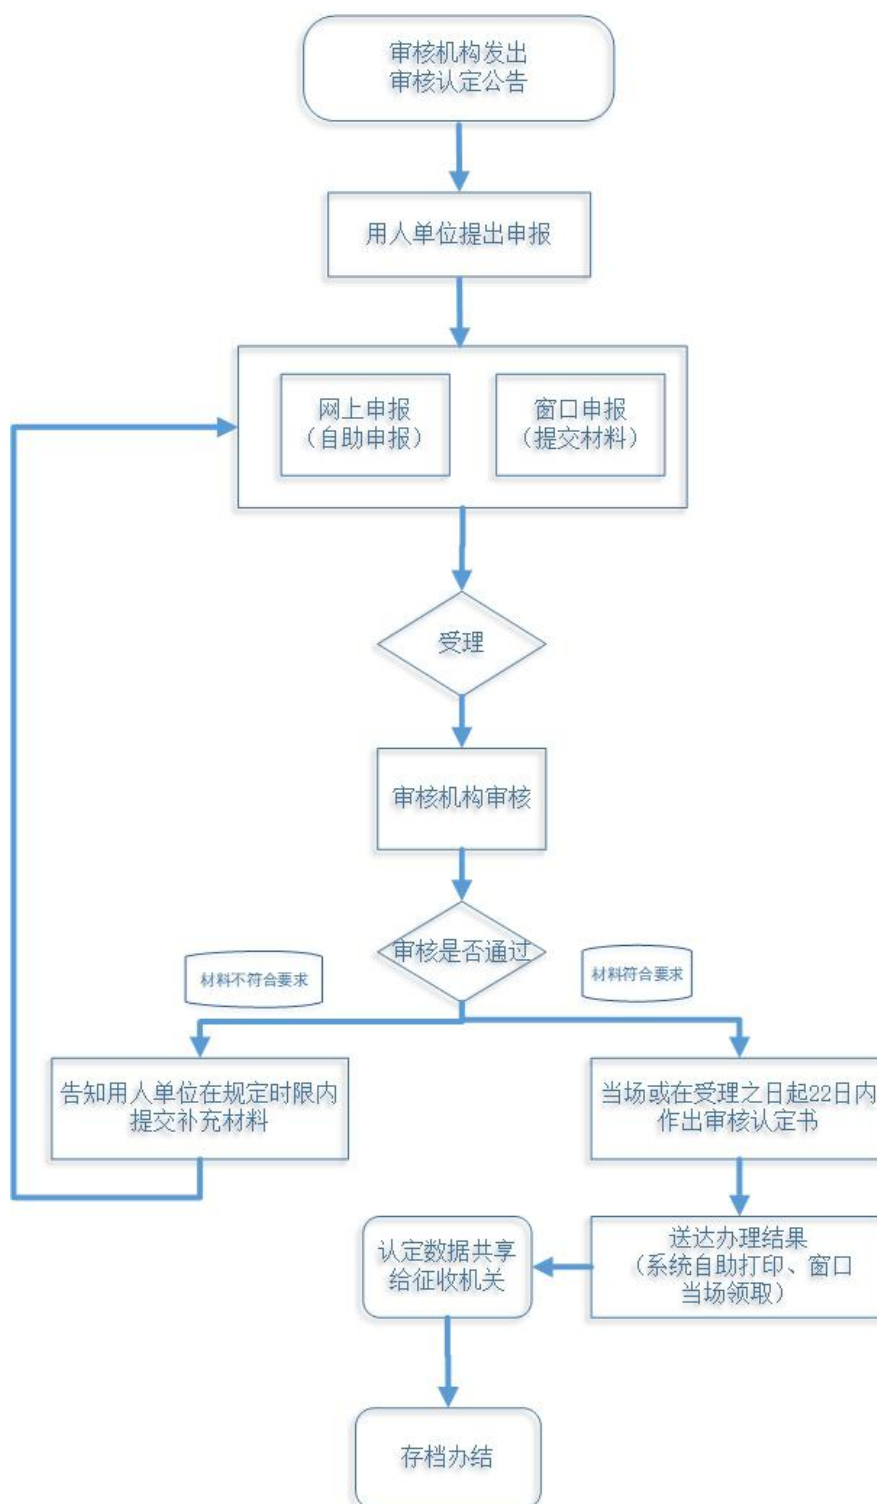 审核机构发出
审核认定公告
用人单位提出申报
网上申报
（自助申报）
窗口申报
（提交材料）
受理
审核机构审核
审核是否通过
材料不符合要求
材料符合要求
告知用人单位在规定时限内
提交补充材料
当场或在受理之日起22日内
作出审核认定书
认定数据共享
给征收机关
送达办理结果
（系统自助打印、窗口
当场领取）
存档办结